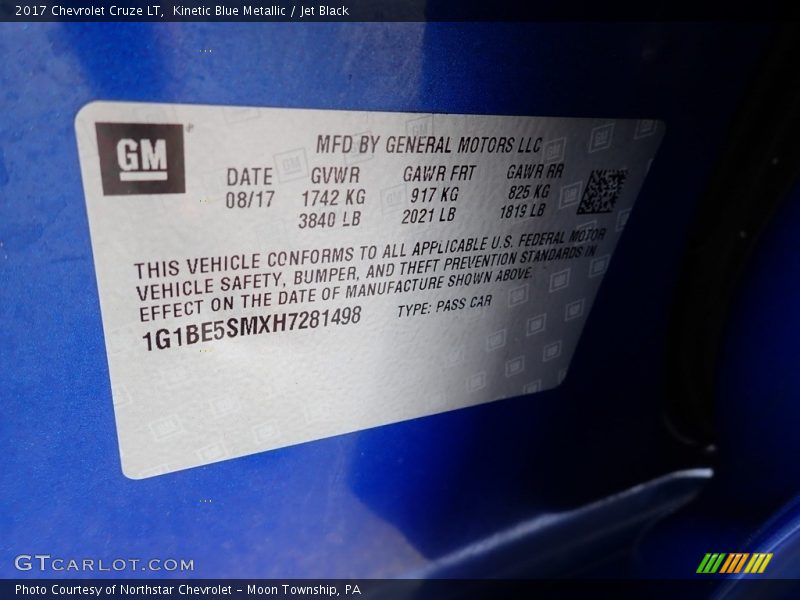 2017 Chevrolet Cruze LT, Kinetic Blue Metallic / Jet Black
GM
MFD BY GENERAL MOTORS LLC
DATE GVWR GAWR FRT GAWR RR
08/17 1742 KG 917 KG 825 KG
3840 LB 2021 LB 1819 LB
THIS VEHICLE CONFORMS TO ALL APPLICABLE U.S. FEDERAL MOTOR
VEHICLE SAFETY, BUMPER, AND THEFT PREVENTION STANDARDS IN
EFFECT ON THE DATE OF MANUFACTURE SHOWN ABOVE.
1G1BE5SMXH7281498 TYPE: PASS CAR
GTCARLOT.COM
Photo Courtesy of Northstar Chevrolet - Moon Township, PA